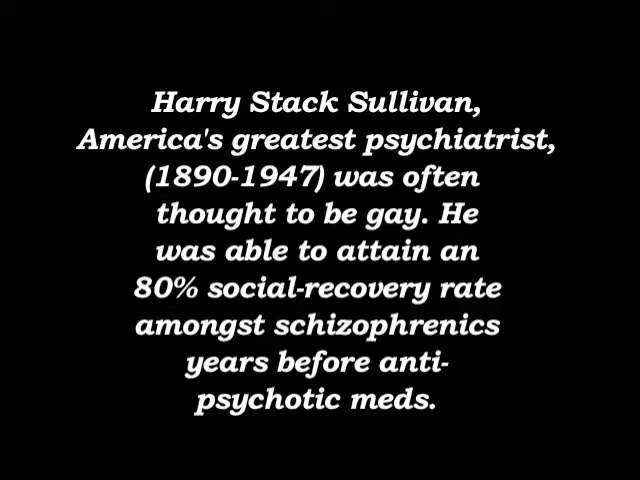 Harry Stack Sullivan,
America's greatest psychiatrist,
(1890-1947) was often
thought to be gay. He
was able to attain an
80% social-recovery rate
amongst schizophrenics
years before anti-
psychotic meds.